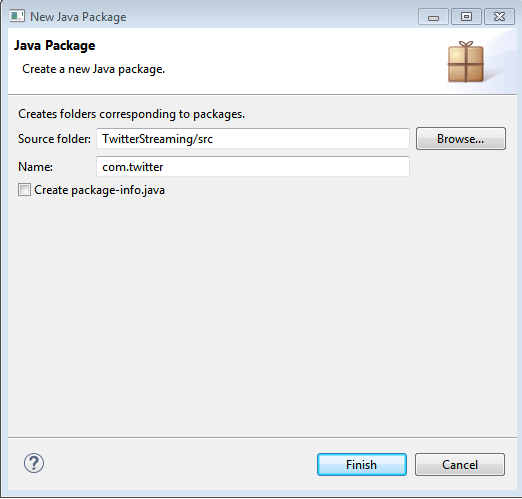 New Java Package
Java Package
Create a new Java package.
Creates folders corresponding to packages.
Source folder: TwitterStreaming/src Browse...
Name: com.twitter
Create package-info.java
? Finish Cancel